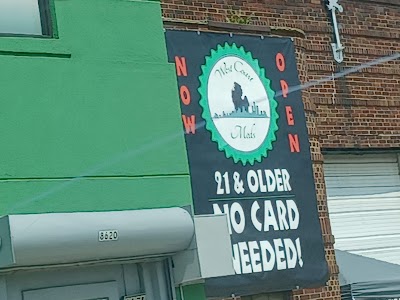 NOW
OPEN
West Coast
Meds
21 & OLDER
NO CARD
NEEDED!
8620